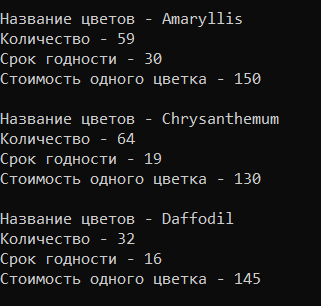 Название цветов - Amaryllis
Количество - 59
Срок годности - 30
Стоимость одного цветка - 150
Название цветов - Chrysanthemum
Количество - 64
Срок годности - 19
Стоимость одного цветка - 130
Название цветов - Daffodil
Количество - 32
Срок годности - 16
Стоимость одного цветка - 145